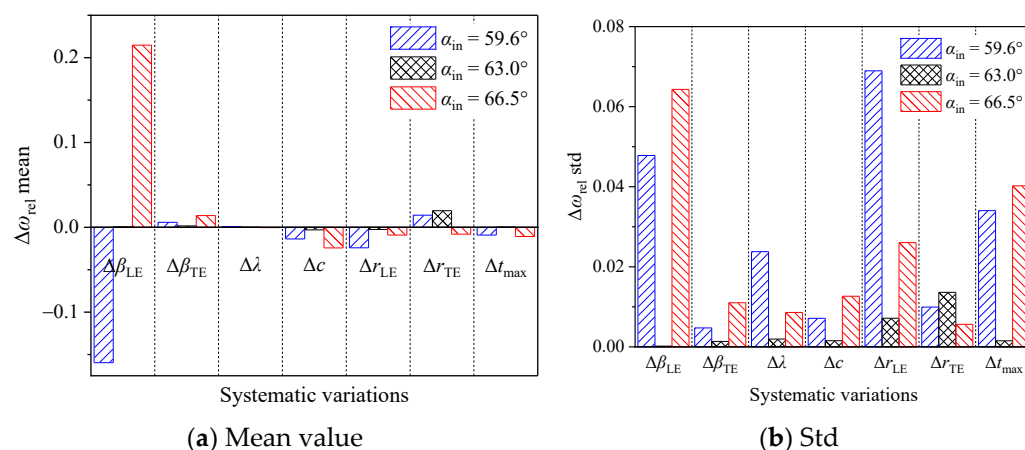 0.2
0.1
0.0
−0.1
Δω_rel mean
α_in = 59.6°
α_in = 63.0°
α_in = 66.5°
Δβ_LE Δβ_TE Δλ Δc Δr_LE Δr_TE Δt_max
Systematic variations
(a) Mean value
0.08
0.06
0.04
0.02
0.00
Δω_rel std
α_in = 59.6°
α_in = 63.0°
α_in = 66.5°
Δβ_LE Δβ_TE Δλ Δc Δr_LE Δr_TE Δt_max
Systematic variations
(b) Std